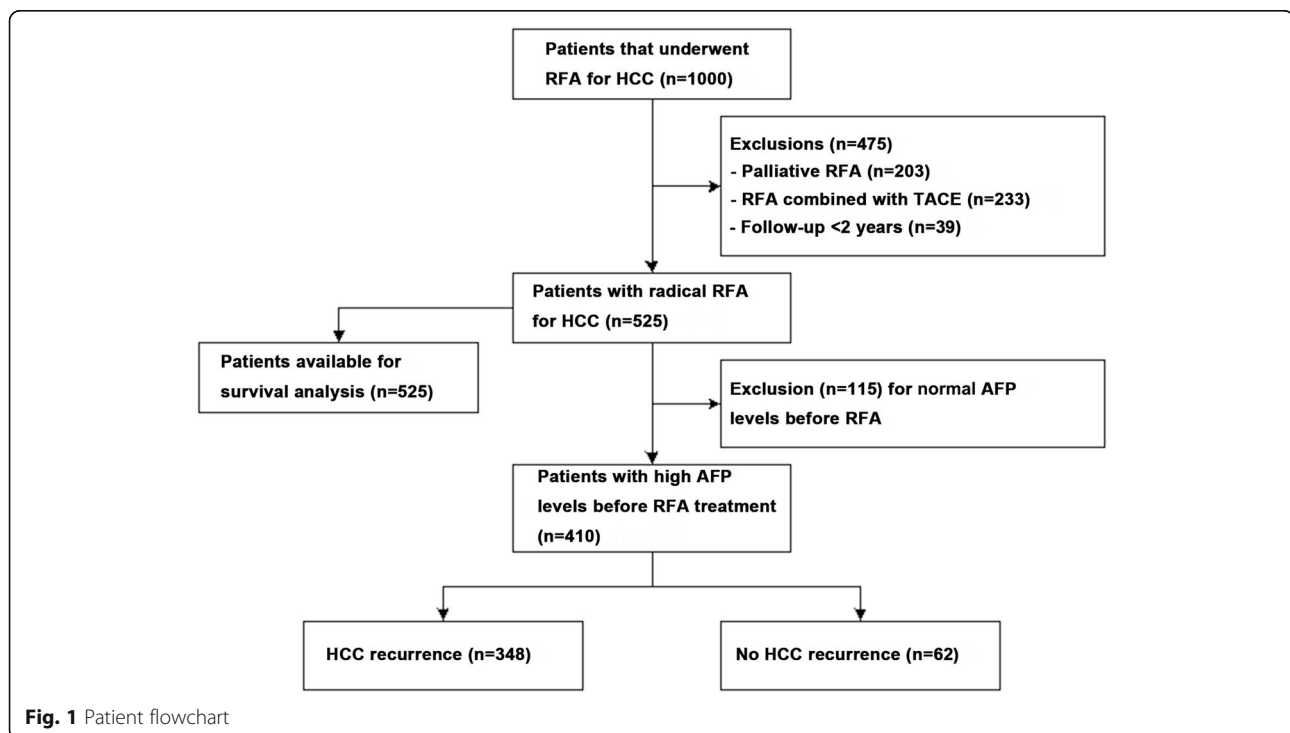 Patients that underwent
RFA for HCC (n=1000)
Exclusions (n=475)
- Palliative RFA (n=203)
- RFA combined with TACE (n=233)
- Follow-up <2 years (n=39)
Patients with radical RFA
for HCC (n=525)
Patients available for
survival analysis (n=525)
Exclusion (n=115) for normal AFP
levels before RFA
Patients with high AFP
levels before RFA treatment
(n=410)
HCC recurrence (n=348)
No HCC recurrence (n=62)
Fig. 1 Patient flowchart